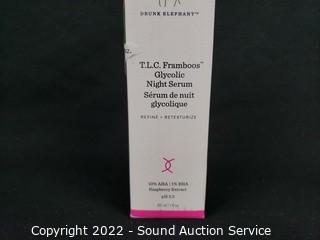 DRUNK ELEPHANT™
T.L.C. Framboos™
Glycolic
Night Serum
Sérum de nuit
glycolique
REFINE + RETEXTURIZE
10% AHA | 1% BHA
Raspberry Extract
pH 3.5
Copyright 2022 - Sound Auction Service